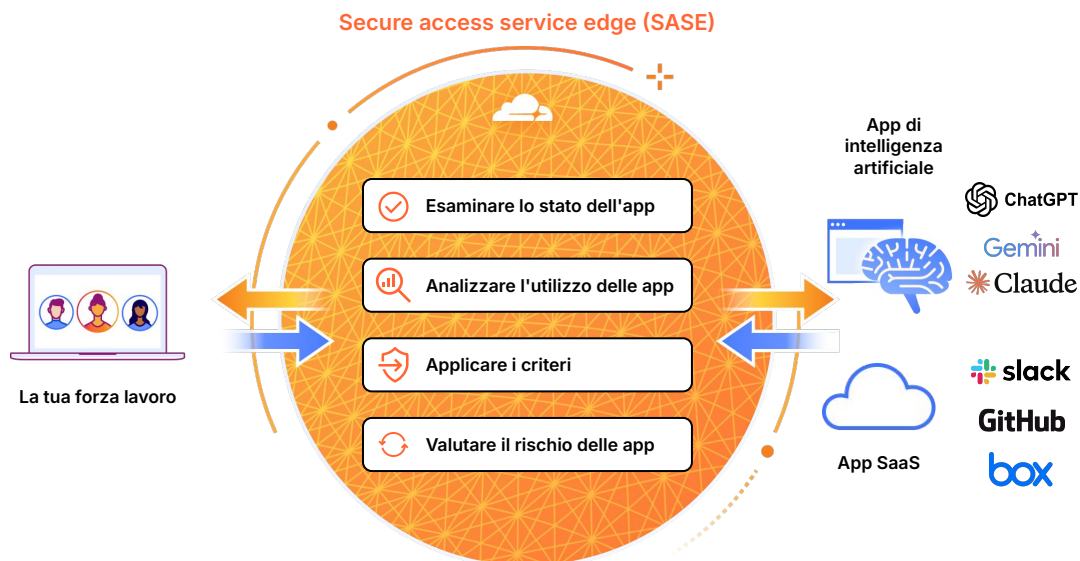 Secure access service edge (SASE)
Esaminare lo stato dell'app
Analizzare l'utilizzo delle app
Applicare i criteri
Valutare il rischio delle app
La tua forza lavoro
App di
intelligenza
artificiale
ChatGPT
Gemini
Claude
App SaaS
slack
GitHub
box